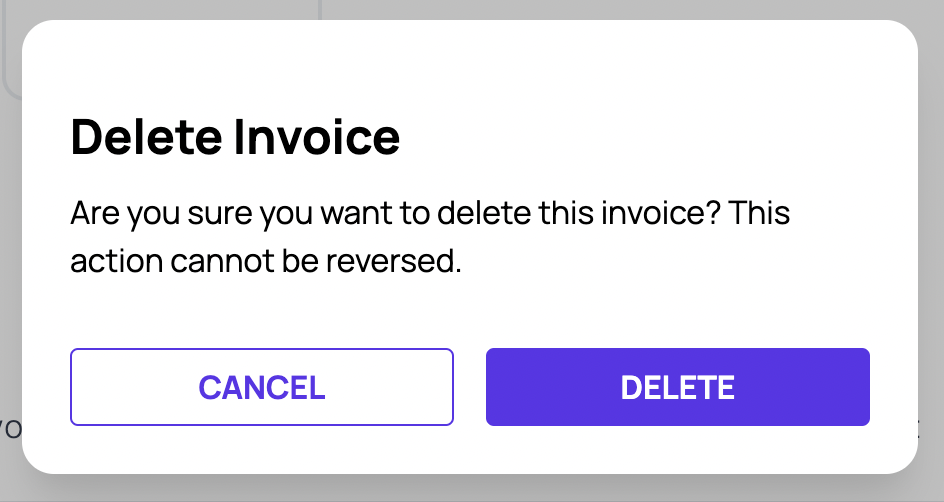 Delete Invoice
Are you sure you want to delete this invoice? This
action cannot be reversed.
CANCEL
DELETE